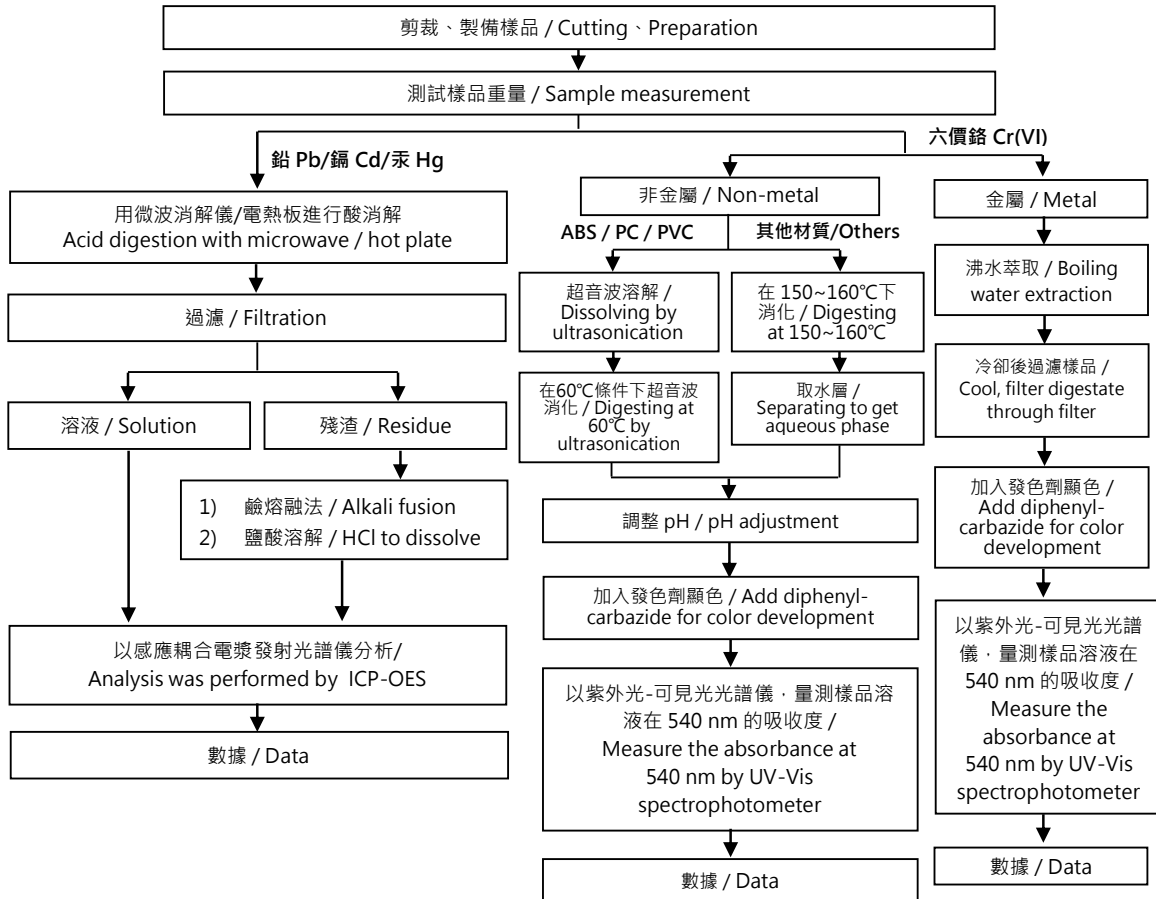 剪裁、製備樣品 / Cutting、Preparation
測試樣品重量 / Sample measurement
鉛 Pb/鎘 Cd/汞 Hg
用微波消解儀/電熱板進行酸消解
Acid digestion with microwave / hot plate
過濾 / Filtration
溶液 / Solution
殘渣 / Residue
1) 鹼熔融法 / Alkali fusion
2) 鹽酸溶解 / HCl to dissolve
以感應耦合電漿發射光譜儀分析/
Analysis was performed by ICP-OES
數據 / Data
六價鉻 Cr(VI)
非金屬 / Non-metal
ABS / PC / PVC
超音波溶解 /
Dissolving by
ultrasonication
在60℃條件下超音波
消化 / Digesting at
60℃ by
ultrasonication
其他材質/Others
在 150~160℃下
消化 / Digesting
at 150~160℃
取水層 /
Separating to get
aqueous phase
調整 pH / pH adjustment
加入發色劑顯色 / Add diphenyl-
carbazide for color development
以紫外光-可見光光譜儀，量測樣品溶
液在 540 nm 的吸收度 /
Measure the absorbance at
540 nm by UV-Vis
spectrophotometer
數據 / Data
金屬 / Metal
沸水萃取 / Boiling
water extraction
冷卻後過濾樣品 /
Cool, filter digestate
through filter
加入發色劑顯色 /
Add diphenyl-
carbazide for color
development
以紫外光-可見光光譜
儀，量測樣品溶液在
540 nm 的吸收度 /
Measure the
absorbance at
540 nm by UV-Vis
spectrophotometer
數據 / Data